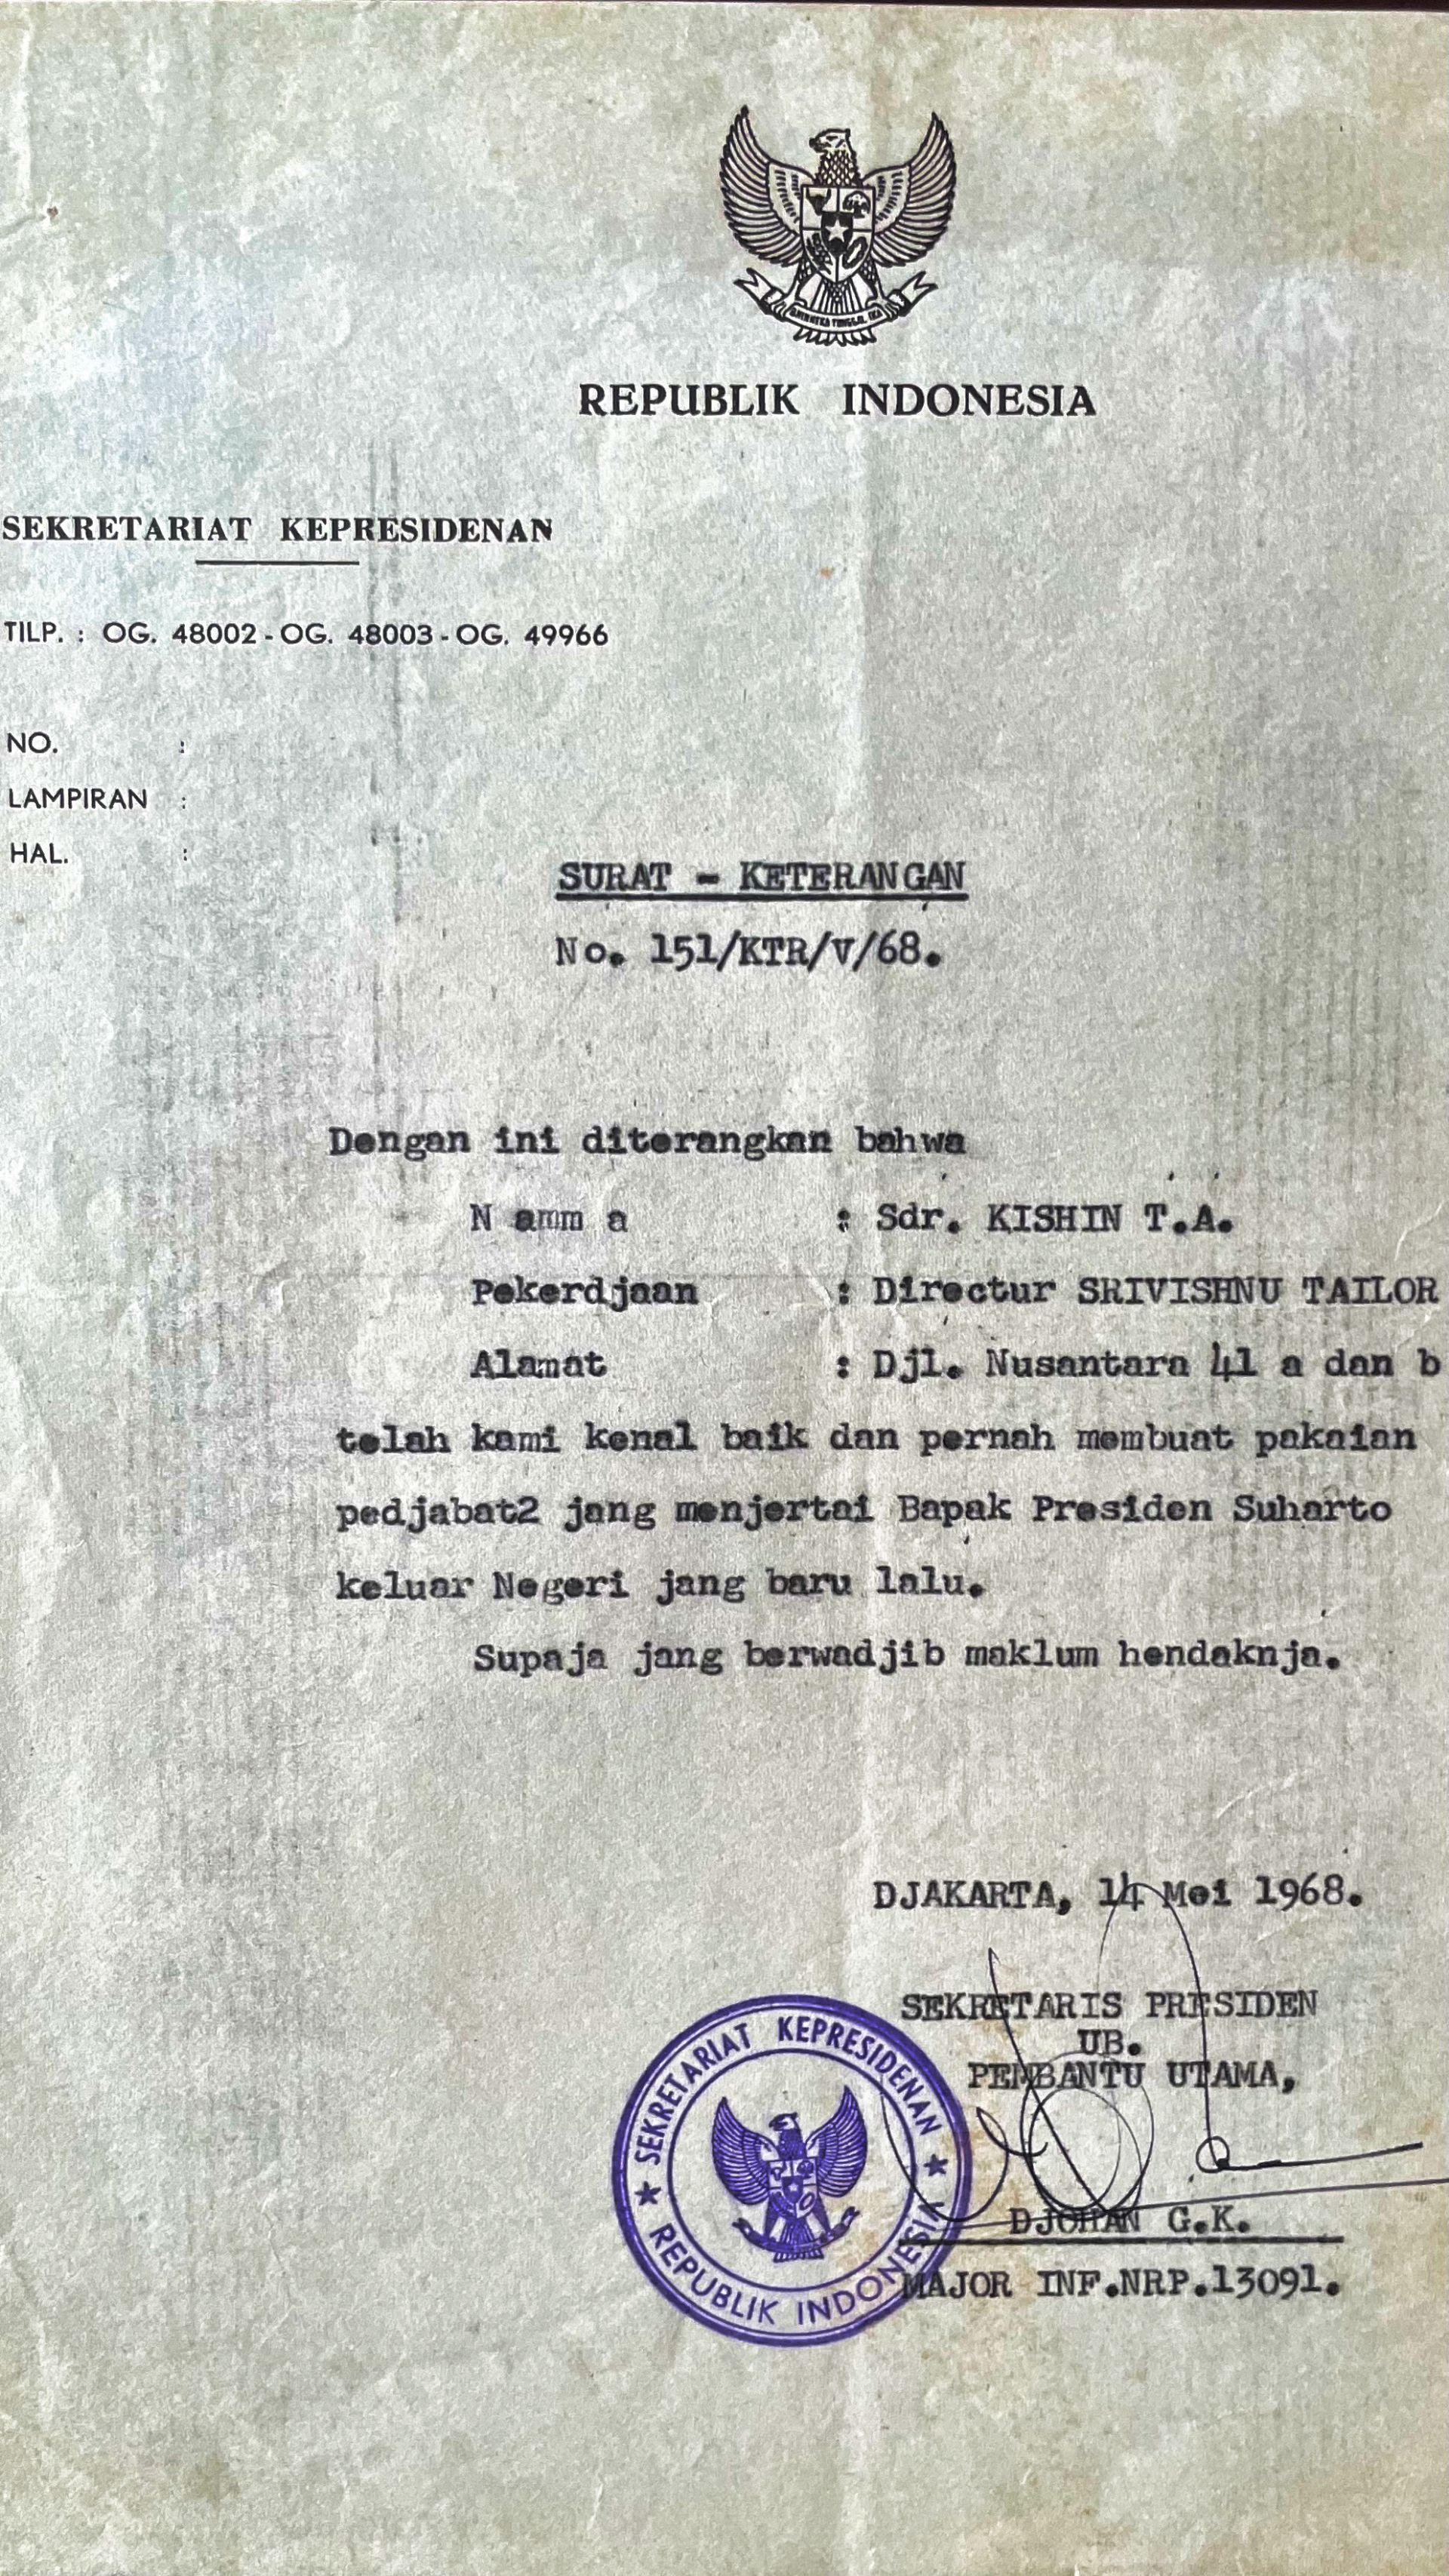 BHINNEKA TUNGGAL IKA
REPUBLIK INDONESIA
SEKRETARIAT KEPRESIDENAN
TILP. : OG. 48002 - OG. 48003 - OG. 49966
NO. :
LAMPIRAN :
HAL. :
SURAT - KETERANGAN
No. 151/KTR/V/68.
Dengan ini diterangkan bahwa
N amm a : Sdr. KISHIN T.A.
Pekerdjaan : Directur SRIVISHNU TAILOR
Alamat : Djl. Nusantara 41 a dan b
telah kami kenal baik dan pernah membuat pakaian
pedjabat2 jang menjertai Bapak Presiden Suharto
keluar Negeri jang baru lalu.
Supaja jang berwadjib maklum hendaknja.
DJAKARTA, 14 Mei 1968.
SEKRETARIS PRESIDEN
UB.
PEMBANTU UTAMA,
SEKRETARIAT KEPRESIDENAN
REPUBLIK INDONESIA
DJOHAN G.K.
MAJOR INF.NRP.13091.